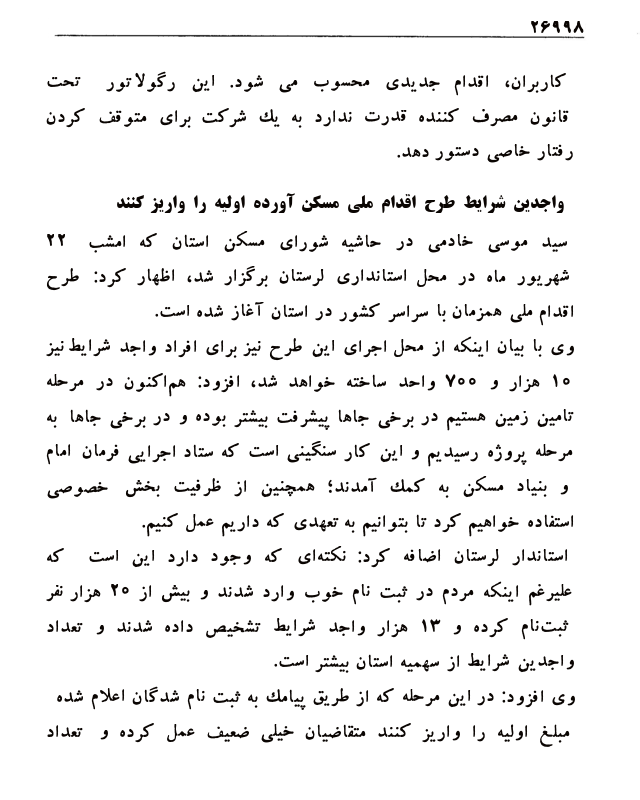 ۲۶۹۹۸
کاربران، اقدام جدیدی محسوب می شود. این رگولاتور تحت
قانون مصرف کننده قدرت ندارد به یك شرکت برای متوقف کردن
رفتار خاصی دستور دهد.
واجدین شرایط طرح اقدام ملی مسکن آورده اولیه را واریز کنند
سید موسی خادمی در حاشیه شورای مسکن استان که امشب ۲۲
شهریور ماه در محل استانداری لرستان برگزار شد، اظهار کرد: طرح
اقدام ملی همزمان با سراسر کشور در استان آغاز شده است.
وی با بیان اینکه از محل اجرای این طرح نیز برای افراد واجد شرایط نیز
۱۰ هزار و ۷۰۰ واحد ساخته خواهد شد، افزود: هم‌اکنون در مرحله
تامین زمین هستیم در برخی جاها پیشرفت بیشتر بوده و در برخی جاها به
مرحله پروژه رسیدیم و این کار سنگینی است که ستاد اجرایی فرمان امام
و بنیاد مسکن به کمك آمدند؛ همچنین از ظرفیت بخش خصوصی
استفاده خواهیم کرد تا بتوانیم به تعهدی که داریم عمل کنیم.
استاندار لرستان اضافه کرد: نکته‌ای که وجود دارد این است که
علیرغم اینکه مردم در ثبت نام خوب وارد شدند و بیش از ۲۰ هزار نفر
ثبت‌نام کرده و ۱۳ هزار واجد شرایط تشخیص داده شدند و تعداد
واجدین شرایط از سهمیه استان بیشتر است.
وی افزود: در این مرحله که از طریق پیامك به ثبت نام شدگان اعلام شده
مبلغ اولیه را واریز کنند متقاضیان خیلی ضعیف عمل کرده و تعداد